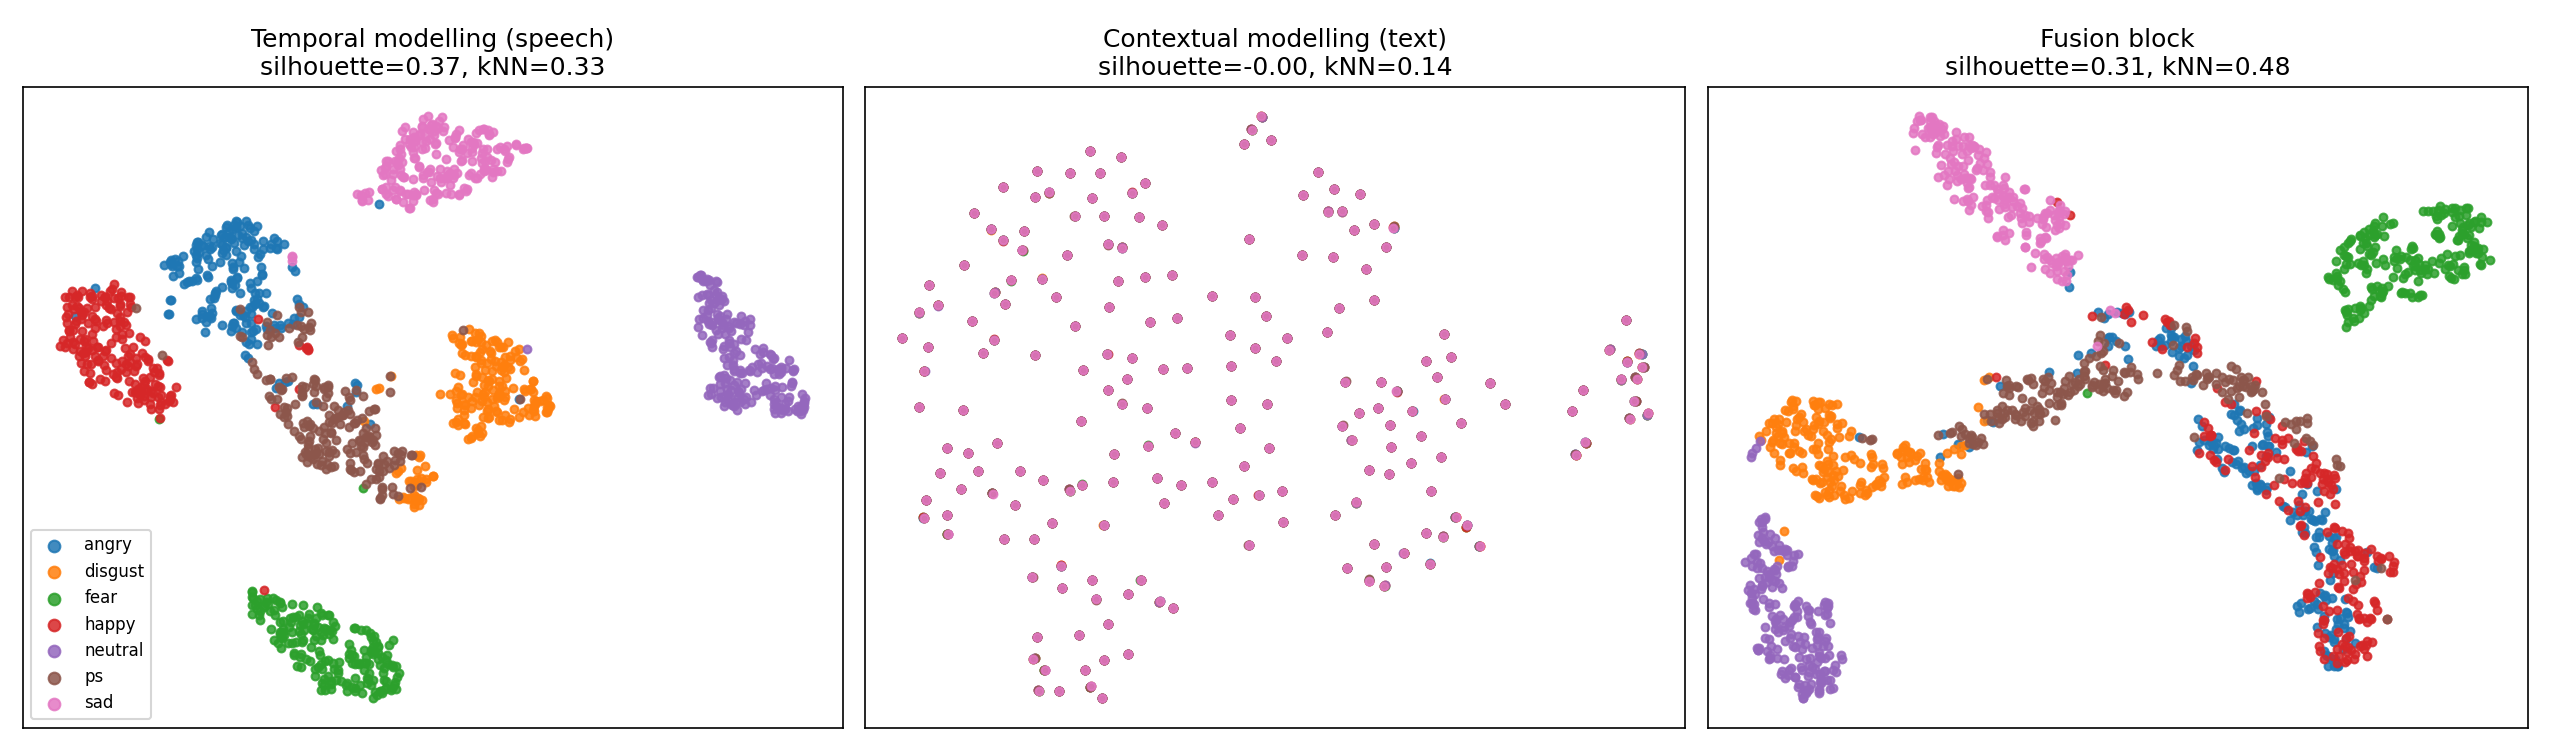 Temporal modelling (speech)
silhouette=0.37, kNN=0.33
Contextual modelling (text)
silhouette=-0.00, kNN=0.14
Fusion block
silhouette=0.31, kNN=0.48
angry
disgust
fear
happy
neutral
ps
sad